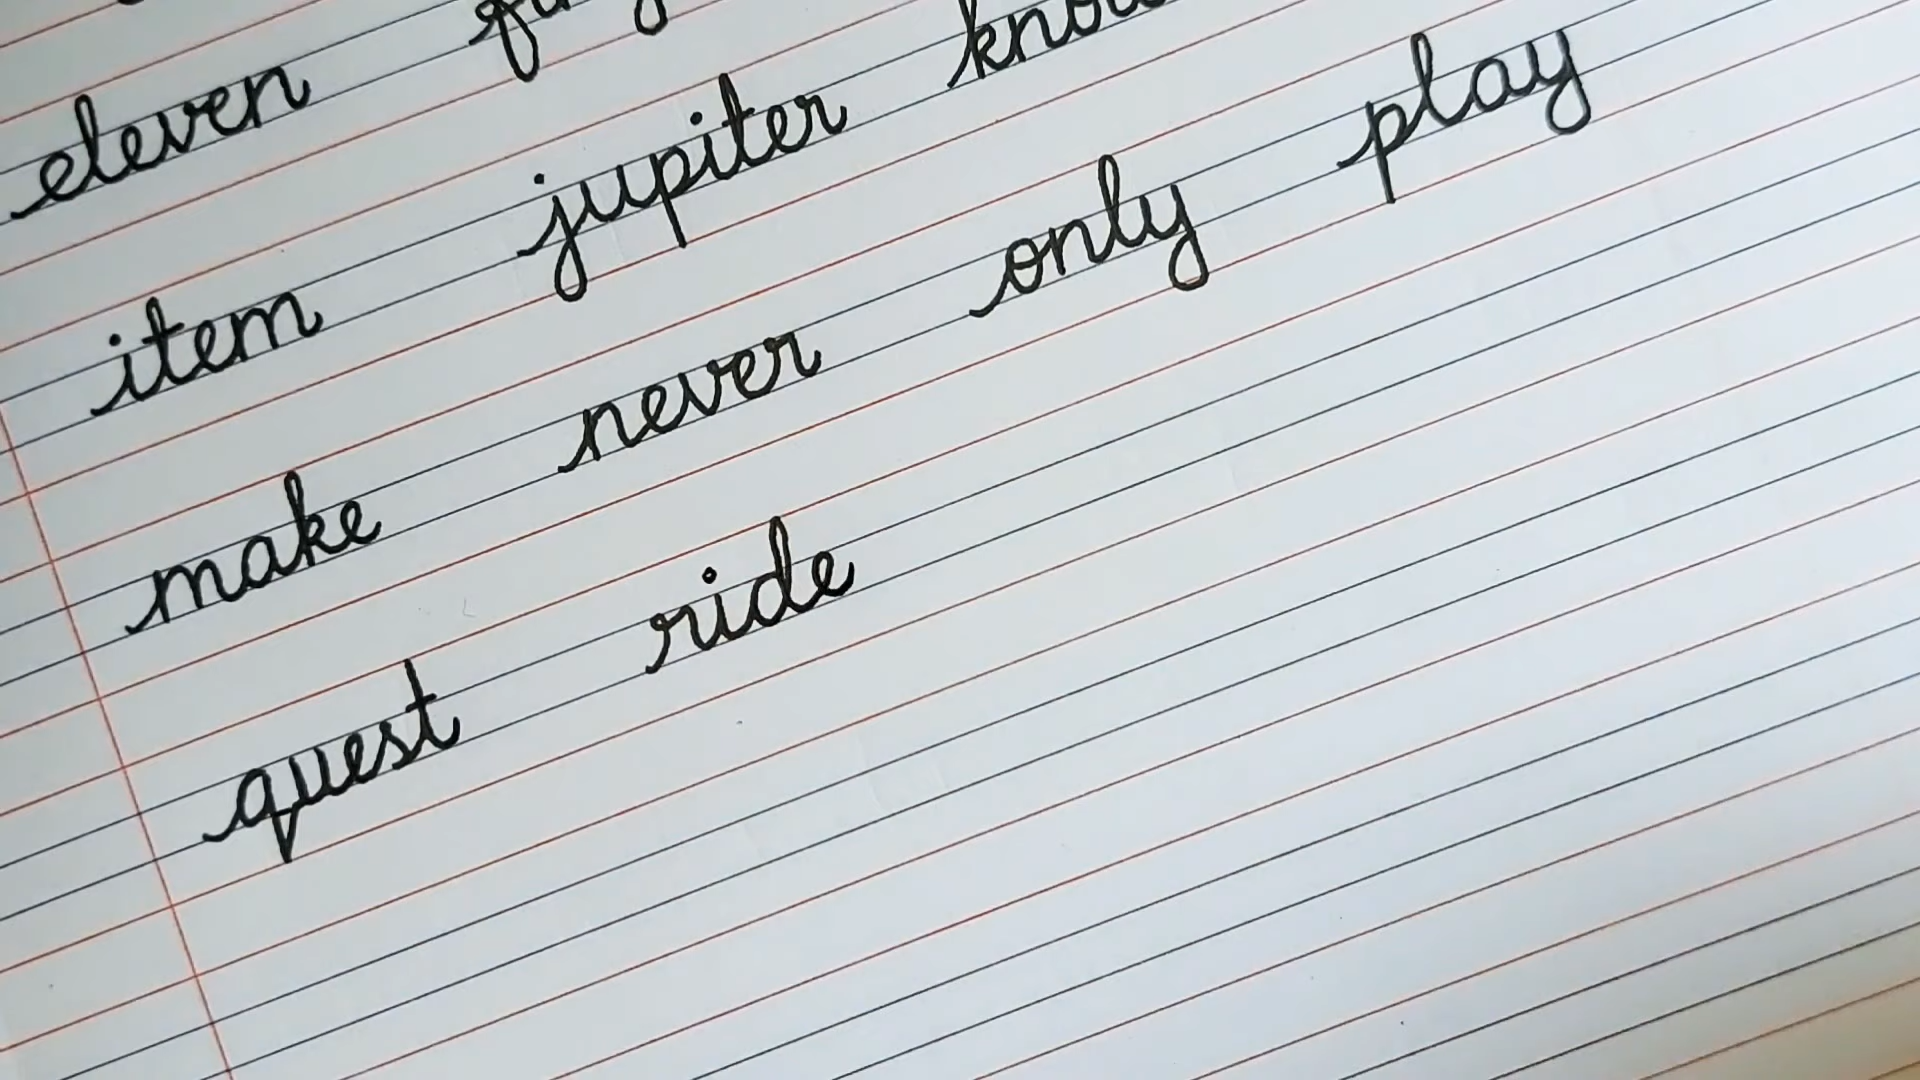 eleven
item jupiter
make never only play
quest ride